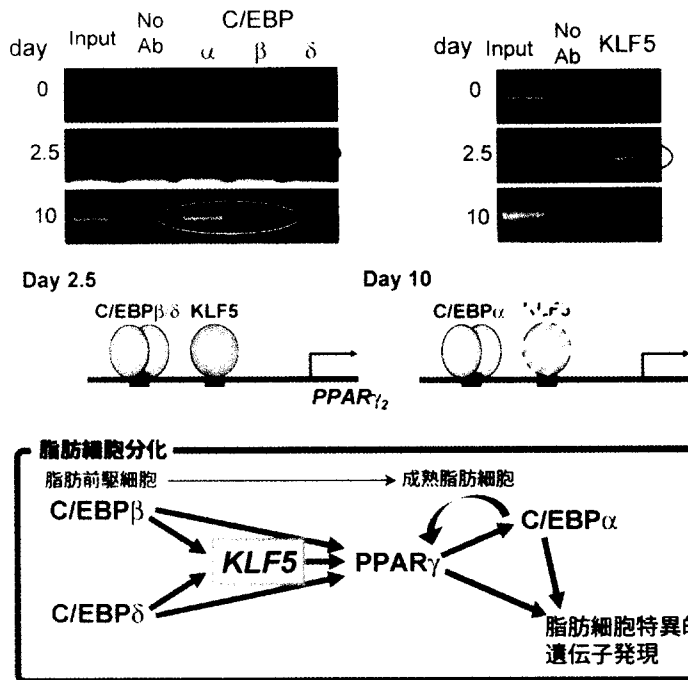 day Input No Ab C/EBP α β δ
0
2.5
10
day Input No Ab KLF5
0
2.5
10
Day 2.5
C/EBPβ δ KLF5
PPARγ2
Day 10
C/EBPα KLF5
脂肪細胞分化
脂肪前駆細胞 成熟脂肪細胞
C/EBPβ
C/EBPα
KLF5 PPARγ
C/EBPδ
脂肪細胞特異的
遺伝子発現